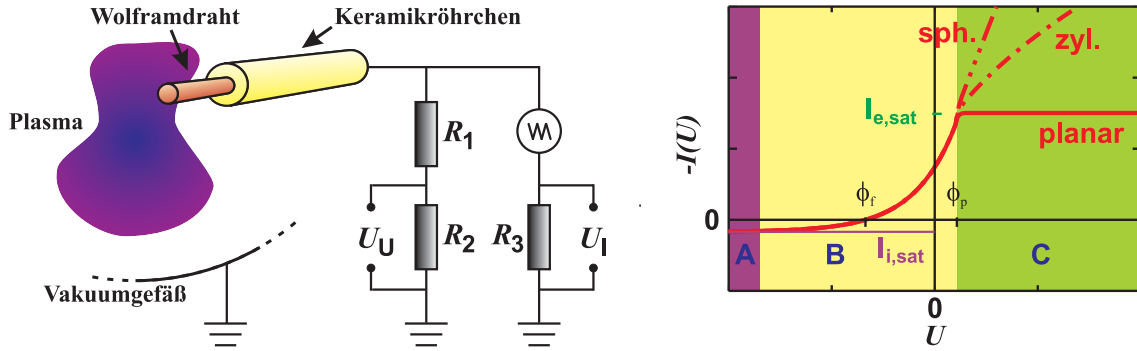 Wolframdraht
Keramikröhrchen
Plasma
R1
R2
R3
UU
UI
Vakuumgefäß
-I(U)
0
sph.
zyl.
Ie,sat
planar
ϕf
ϕp
A
B
Ii,sat
C
0
U